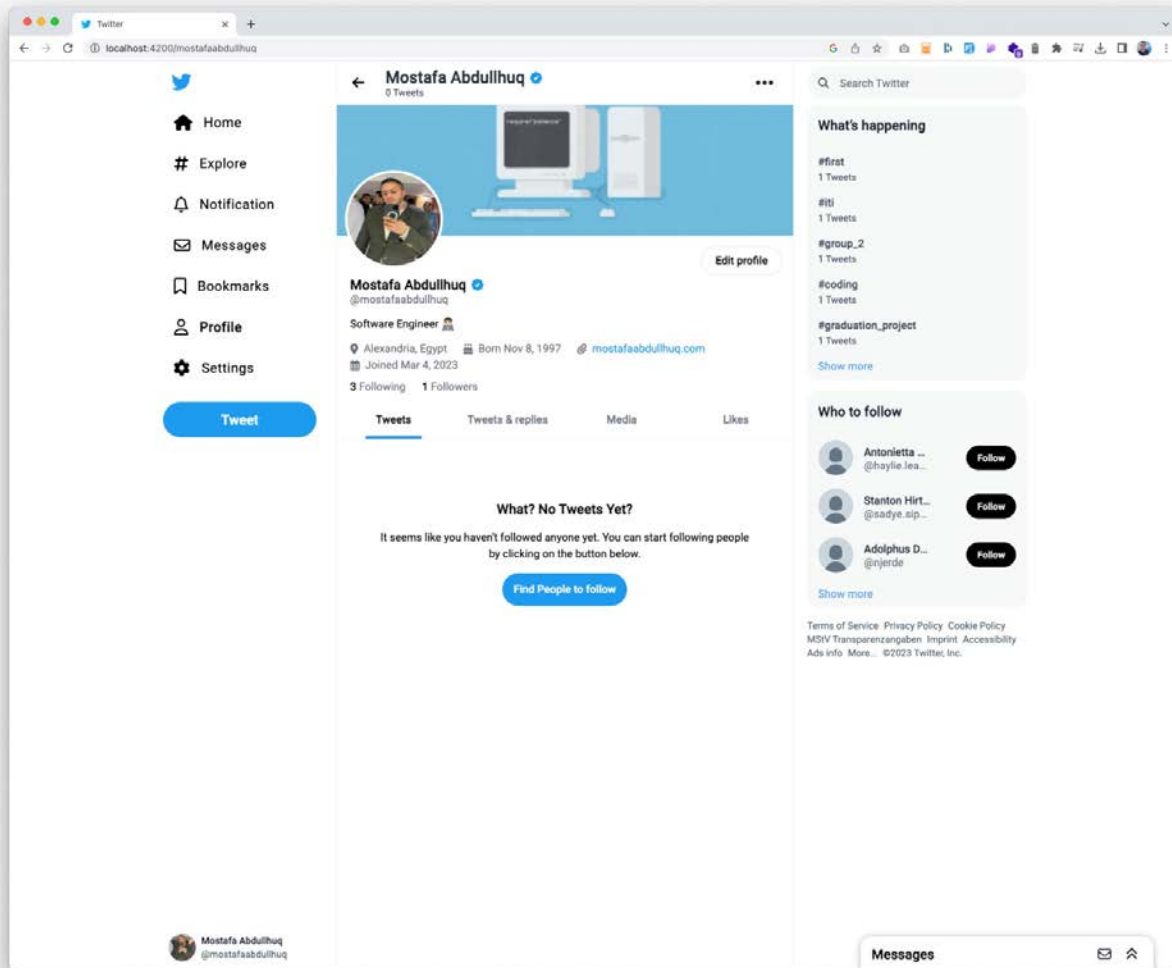 Twitter
localhost:4200/mostafaabdullhuq
Home
Explore
Notification
Messages
Bookmarks
Profile
Settings
Tweet
Mostafa Abdullhuq
@mostafaabdullhuq
Mostafa Abdullhuq
0 Tweets
Edit profile
Mostafa Abdullhuq
@mostafaabdullhuq
Software Engineer
Alexandria, Egypt Born Nov 8, 1997 mostafaabdullhuq.com
Joined Mar 4, 2023
3 Following 1 Followers
Tweets Tweets & replies Media Likes
What? No Tweets Yet?
It seems like you haven't followed anyone yet. You can start following people
by clicking on the button below.
Find People to follow
Search Twitter
What's happening
#first
1 Tweets
#iti
1 Tweets
#group_2
1 Tweets
#coding
1 Tweets
#graduation_project
1 Tweets
Show more
Who to follow
Antonietta ...
@haylie.lea...
Follow
Stanton Hirt...
@sadye.sip...
Follow
Adolphus D...
@njerde
Follow
Show more
Terms of Service Privacy Policy Cookie Policy
MStV Transparenzangaben Imprint Accessibility
Ads info More... ©2023 Twitter, Inc.
Messages